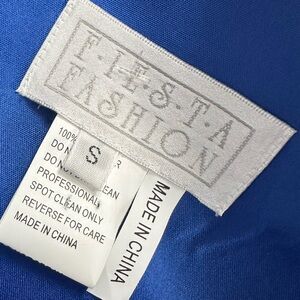 F·I·E·S·T·A
FASHION
S
100%
PROFESSIONAL
SPOT CLEAN ONLY
REVERSE FOR CARE
MADE IN CHINA
MADE IN CHINA